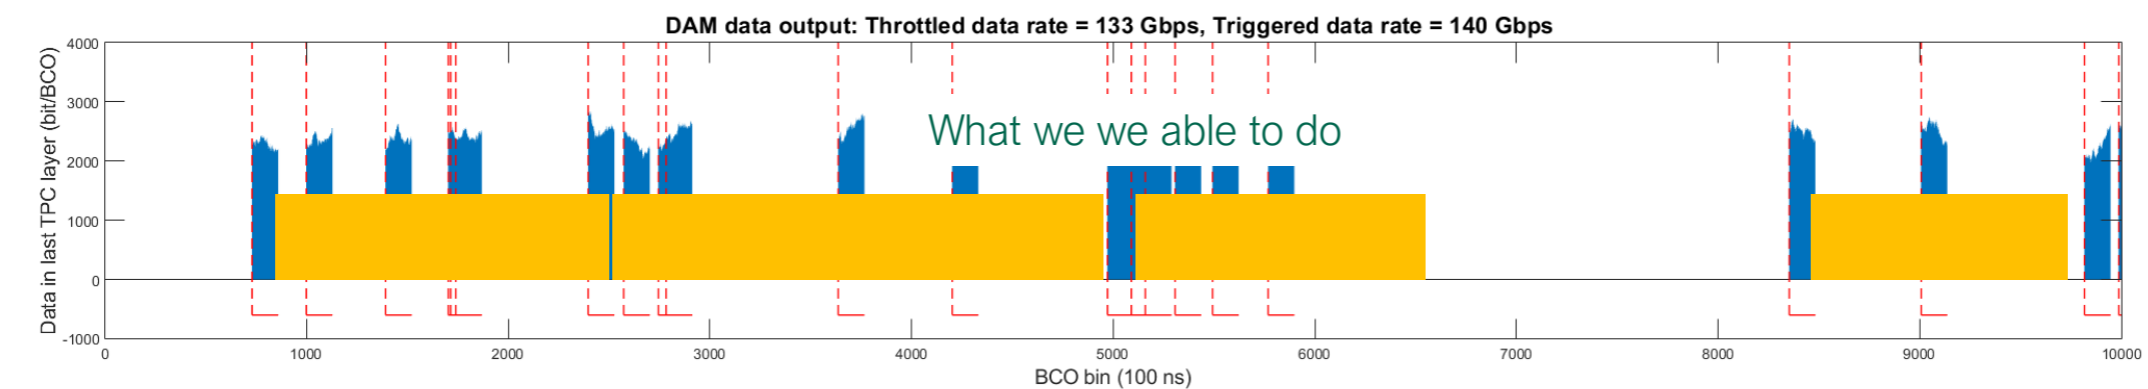 DAM data output: Throttled data rate = 133 Gbps, Triggered data rate = 140 Gbps
Data in last TPC layer (bit/BCO)
4000
3000
2000
1000
0
-1000
What we we able to do
0 1000 2000 3000 4000 5000 6000 7000 8000 9000 10000
BCO bin (100 ns)